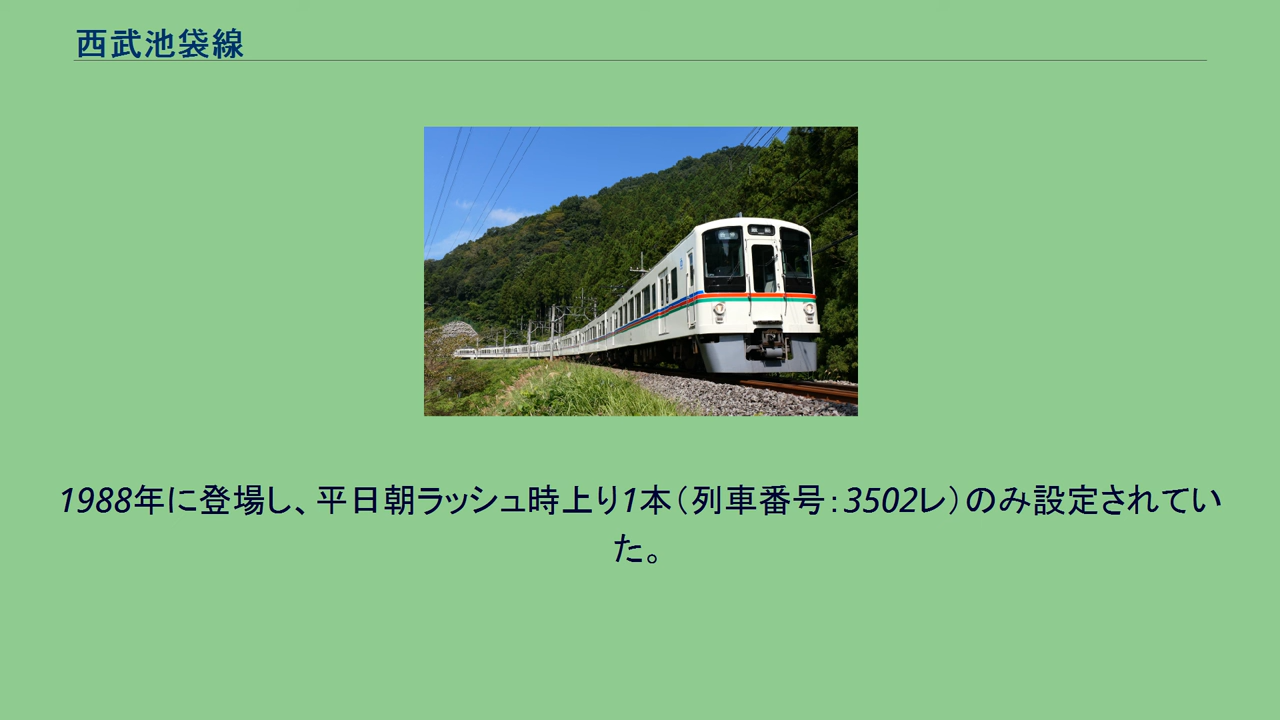 西武池袋線
1988年に登場し、平日朝ラッシュ時上り1本（列車番号：3502レ）のみ設定されてい
た。